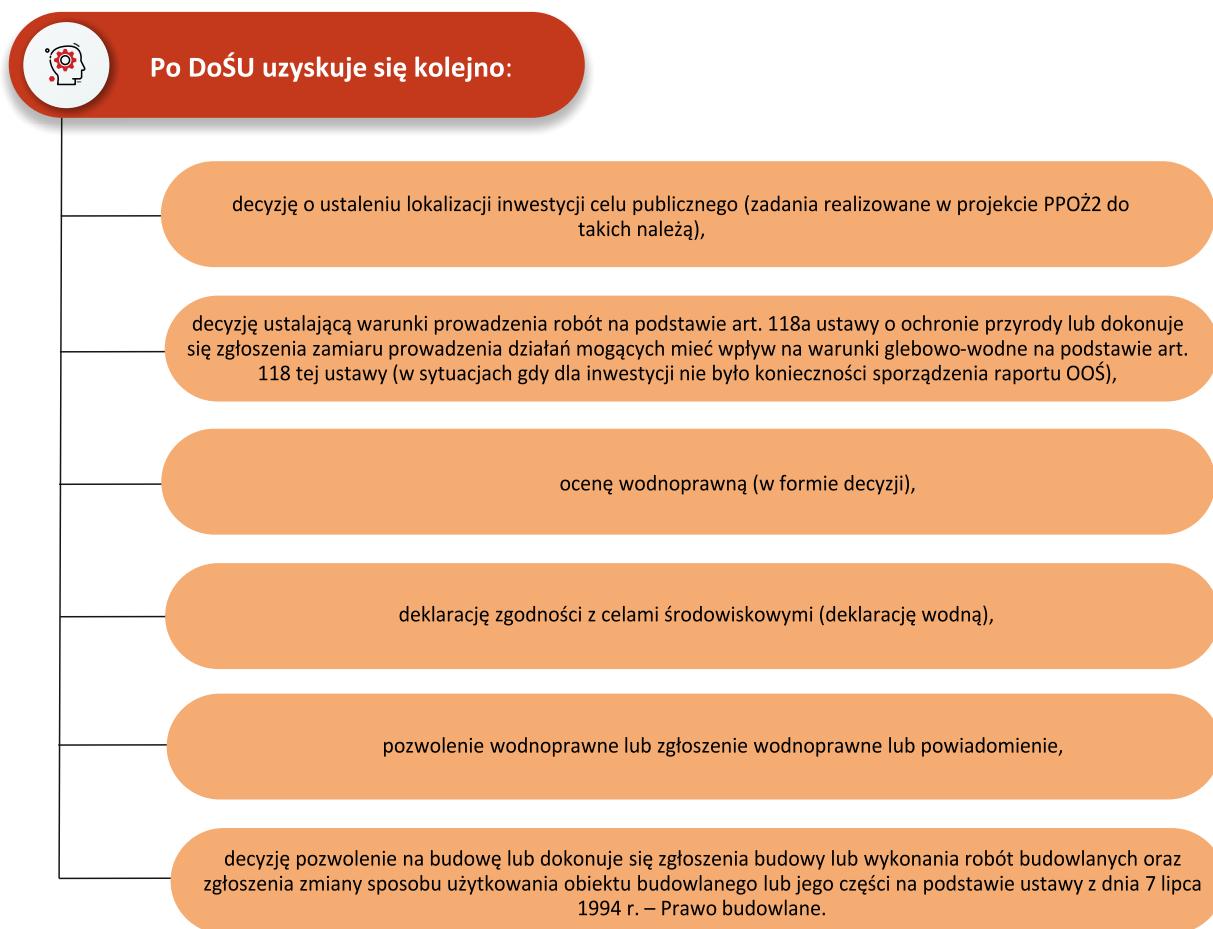 Po DoŚU uzyskuje się kolejno:
decyzję o ustaleniu lokalizacji inwestycji celu publicznego (zadania realizowane w projekcie PPOŻ2 do
takich należą),
decyzję ustalającą warunki prowadzenia robót na podstawie art. 118a ustawy o ochronie przyrody lub dokonuje
się zgłoszenia zamiaru prowadzenia działań mogących mieć wpływ na warunki glebowo-wodne na podstawie art.
118 tej ustawy (w sytuacjach gdy dla inwestycji nie było konieczności sporządzenia raportu OOŚ),
ocenę wodnoprawną (w formie decyzji),
deklarację zgodności z celami środowiskowymi (deklarację wodną),
pozwolenie wodnoprawne lub zgłoszenie wodnoprawne lub powiadomienie,
decyzję pozwolenie na budowę lub dokonuje się zgłoszenia budowy lub wykonania robót budowlanych oraz
zgłoszenia zmiany sposobu użytkowania obiektu budowlanego lub jego części na podstawie ustawy z dnia 7 lipca
1994 r. – Prawo budowlane.